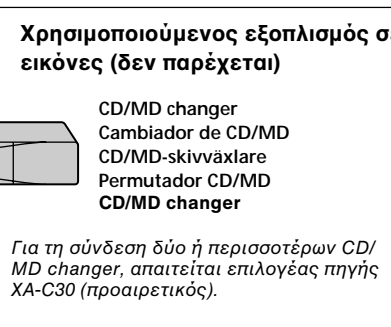 Χρησιμοποιούμενος εξοπλισμός
εικόνες (δεν παρέχεται)
CD/MD changer
Cambiador de CD/MD
CD/MD-skivväxlare
Permutador CD/MD
CD/MD changer
Για τη σύνδεση δύο ή περισσοτέρων CD/
MD changer, απαιτείται επιλογέας πηγής
XA-C30 (προαιρετικός).